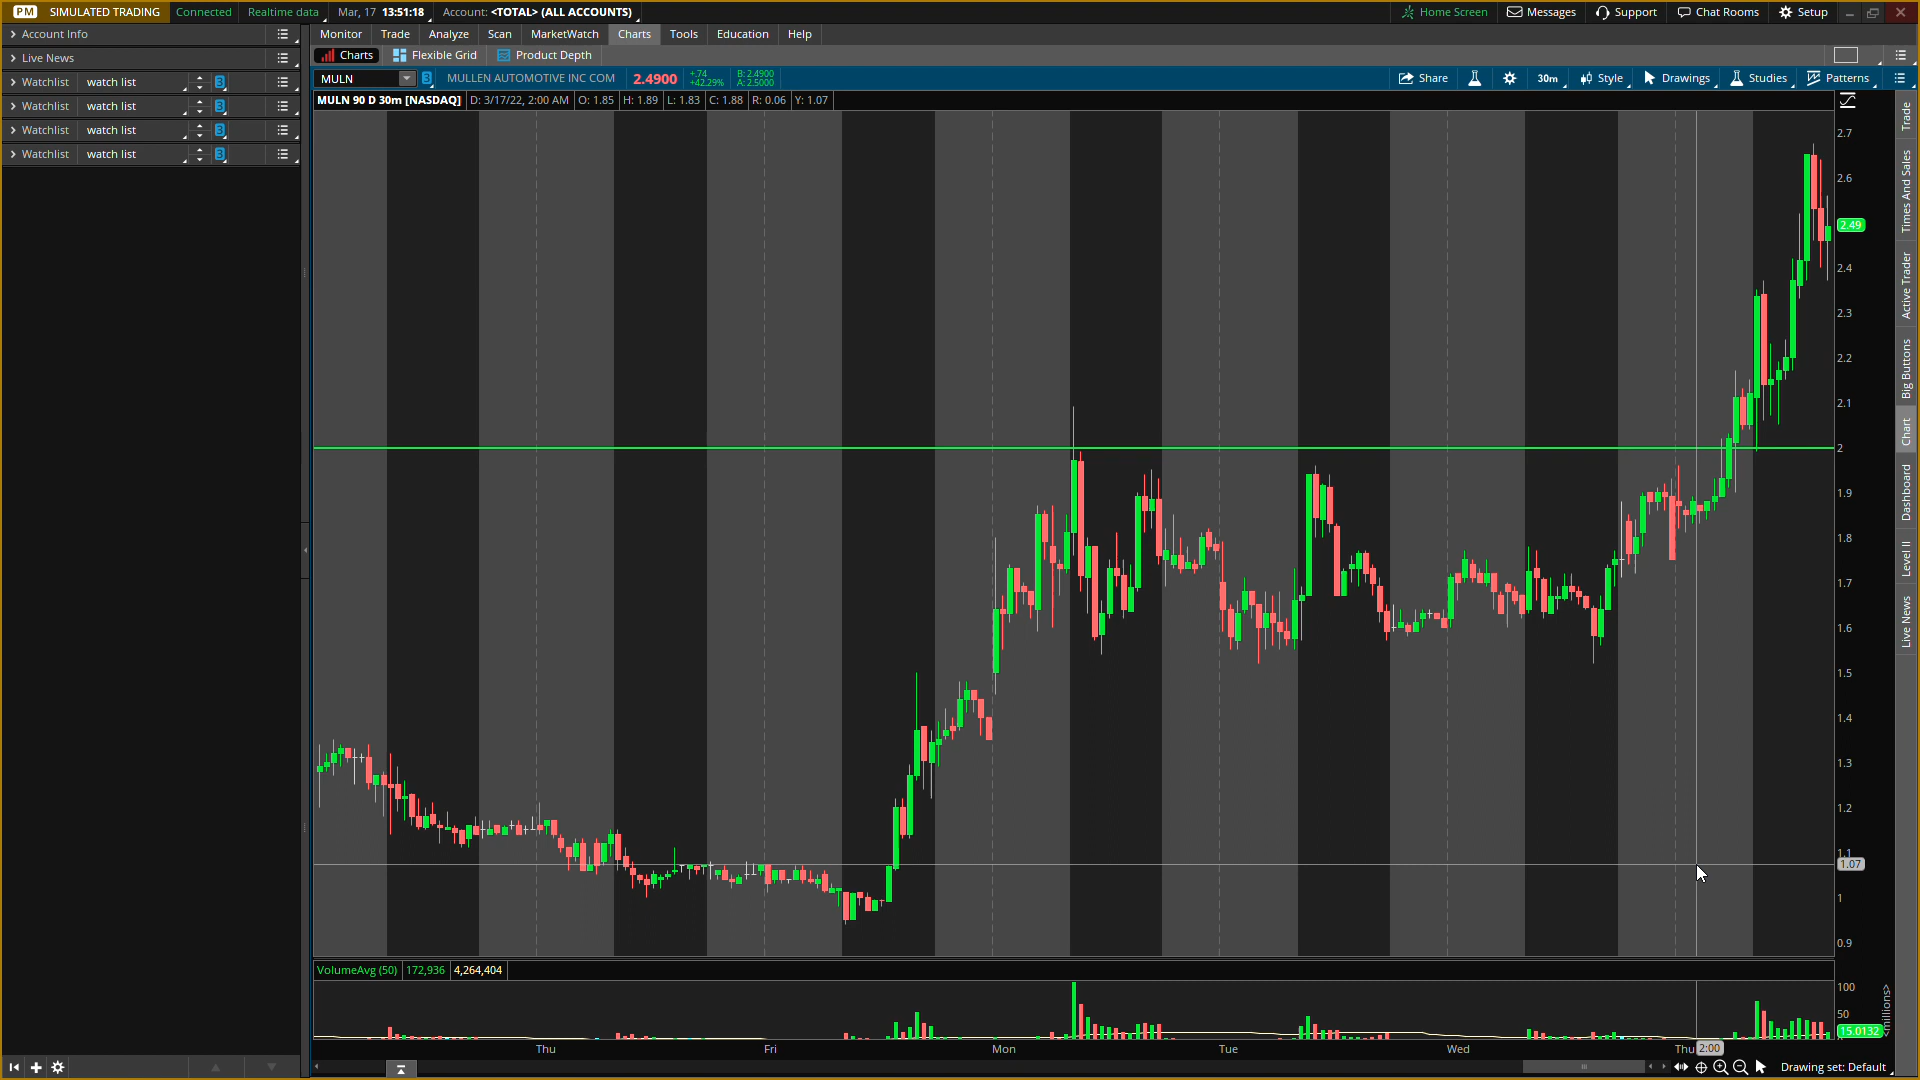 PM SIMULATED TRADING Connected Realtime data Mar, 17 13:51:18 Account: <TOTAL> (ALL ACCOUNTS) Home Screen Messages Support Chat Rooms Setup
Account Info
Live News
Watchlist watch list 3
Watchlist watch list 3
Watchlist watch list 3
Watchlist watch list 3
Monitor Trade Analyze Scan MarketWatch Charts Tools Education Help
Charts Flexible Grid Product Depth
MULN 3 MULLEN AUTOMOTIVE INC COM 2.4900 +.74 +42.29% B: 2.4900 A: 2.5000 Share 30m Style Drawings Studies Patterns
MULN 90 D 30m [NASDAQ] D: 3/17/22, 2:00 AM O: 1.85 H: 1.89 L: 1.83 C: 1.88 R: 0.06 Y: 1.07
2.7
2.6
2.49
2.4
2.3
2.2
2.1
2
1.9
1.8
1.7
1.6
1.5
1.4
1.3
1.2
1.1
1.07
1
0.9
VolumeAvg (50) 172,936 4,264,404
100
50
15.0132
<millions>
Thu Fri Mon Tue Wed Thu 2:00
Drawing set: Default
Trade
Times And Sales
Active Trader
Big Buttons
Chart
Dashboard
Level II
Live News